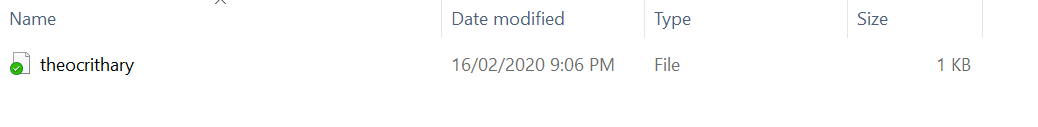 Name Date modified Type Size
theocrithary 16/02/2020 9:06 PM File 1 KB